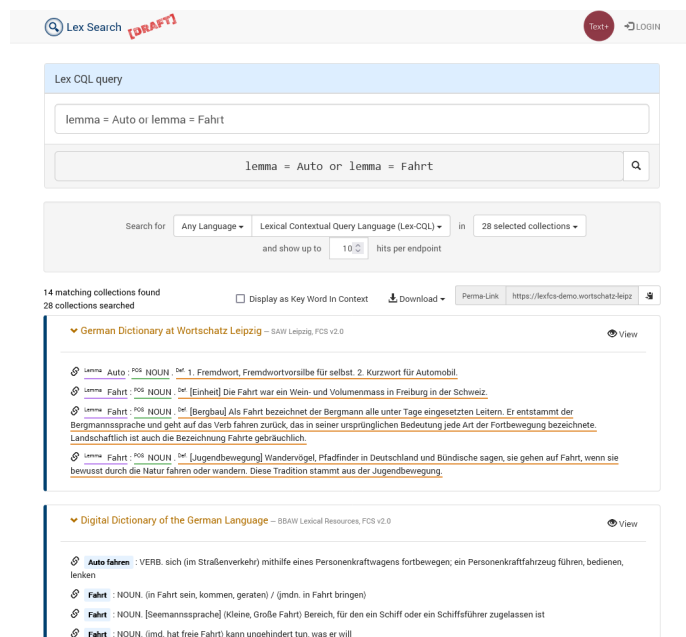 Lex Search [DRAFT]
Text+ LOGIN
Lex CQL query
lemma = Auto or lemma = Fahrt
lemma = Auto or lemma = Fahrt
Search for Any Language Lexical Contextual Query Language (Lex-CQL) in 28 selected collections
and show up to 10 hits per endpoint
14 matching collections found
28 collections searched
Display as Key Word In Context Download Perma-Link https://lexfcs-demo.wortschatz-leipz
German Dictionary at Wortschatz Leipzig – SAW Leipzig, FCS v2.0 View
Lemma Auto : POS NOUN . Def. 1. Fremdwort, Fremdwortvorsilbe für selbst. 2. Kurzwort für Automobil.
Lemma Fahrt : POS NOUN . Def. [Einheit] Die Fahrt war ein Wein- und Volumenmass in Freiburg in der Schweiz.
Lemma Fahrt : POS NOUN . Def. [Bergbau] Als Fahrt bezeichnet der Bergmann alle unter Tage eingesetzten Leitern. Er entstammt der
Bergmannssprache und geht auf das Verb fahren zurück, das in seiner ursprünglichen Bedeutung jede Art der Fortbewegung bezeichnete.
Landschaftlich ist auch die Bezeichnung Fahrte gebräuchlich.
Lemma Fahrt : POS NOUN . Def. [Jugendbewegung] Wandervögel, Pfadfinder in Deutschland und Bündische sagen, sie gehen auf Fahrt, wenn sie
bewusst durch die Natur fahren oder wandern. Diese Tradition stammt aus der Jugendbewegung.
Digital Dictionary of the German Language – BBAW Lexical Resources, FCS v2.0 View
Auto fahren : VERB. sich (im Straßenverkehr) mithilfe eines Personenkraftwagens fortbewegen; ein Personenkraftfahrzeug führen, bedienen,
lenken
Fahrt : NOUN. ⟨in Fahrt sein, kommen, geraten⟩ / ⟨jmdn. in Fahrt bringen⟩
Fahrt : NOUN. [Seemannssprache] ⟨Kleine, Große Fahrt⟩ Bereich, für den ein Schiff oder ein Schiffsführer zugelassen ist
Fahrt : NOUN. ⟨jmd. hat freie Fahrt⟩ kann ungehindert tun, was er will